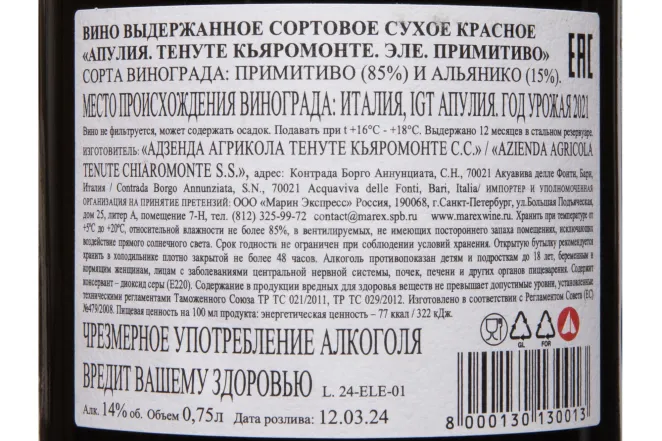 ВИНО ВЫДЕРЖАННОЕ СОРТОВОЕ СУХОЕ КРАСНОЕ
«АПУЛИЯ. ТЕНУТЕ КЬЯРОМОНТЕ. ЭЛЕ. ПРИМИТИВО»
СОРТА ВИНОГРАДА: ПРИМИТИВО (85%) И АЛЬЯНИКО (15%).
EAC
МЕСТО ПРОИСХОЖДЕНИЯ ВИНОГРАДА: ИТАЛИЯ, IGT АПУЛИЯ. ГОД УРОЖАЯ 2021
Вино не фильтруется, может содержать осадок. Подавать при t +16°C - +18°C. Выдержано 12 месяцев в стальном резервуаре.
ИЗГОТОВИТЕЛЬ: «АДЗЕНДА АГРИКОЛА ТЕНУТЕ КЬЯРОМОНТЕ С.С.» / "AZIENDA AGRICOLA
TENUTE CHIAROMONTE S.S.", адрес: Контрада Борго Аннунциата, С.Н., 70021 Акуавива делле Фонти, Бари,
Италия / Contrada Borgo Annunziata, S.N., 70021 Acquaviva delle Fonti, Bari, Italia/ ИМПОРТЕР И УПОЛНОМОЧЕННАЯ
ОРГАНИЗАЦИЯ НА ПРИНЯТИЕ ПРЕТЕНЗИЙ: ООО «Марин Экспресс» Россия, 190068, г.Санкт-Петербург, ул.Большая Подьяческая,
дом 25, литер А, помещение 7-Н, тел. (812) 325-99-72 contact@marex.spb.ru www.marexwine.ru. Хранить при температуре от
+5°C до +20°C, относительной влажности не более 85%, в вентилируемых, не имеющих постороннего запаха помещениях, исключающих
воздействие прямого солнечного света. Срок годности не ограничен при соблюдении условий хранения. Открытую бутылку рекомендуется
хранить в холодильнике плотно закрытой не более 48 часов. Алкоголь противопоказан детям и подросткам до 18 лет, беременным и
кормящим женщинам, лицам с заболеваниями центральной нервной системы, почек, печени и других органов пищеварения. Содержит
консервант – диоксид серы (E220). Содержание в продукции вредных для здоровья веществ не превышает допустимые уровни, установленные
техническими регламентами Таможенного Союза ТР ТС 021/2011, ТР ТС 029/2012. Изготовлено в соответствии с Регламентом Совета (ЕС)
№479/2008. Пищевая ценность на 100 мл продукта: энергетическая ценность – 77 ккал / 322 кДж.
ЧРЕЗМЕРНОЕ УПОТРЕБЛЕНИЕ АЛКОГОЛЯ
ВРЕДИТ ВАШЕМУ ЗДОРОВЬЮ L. 24-ELE-01
GL FOR
Алк. 14% об. Объем 0,75л Дата розлива: 12.03.24
8 000130 130013